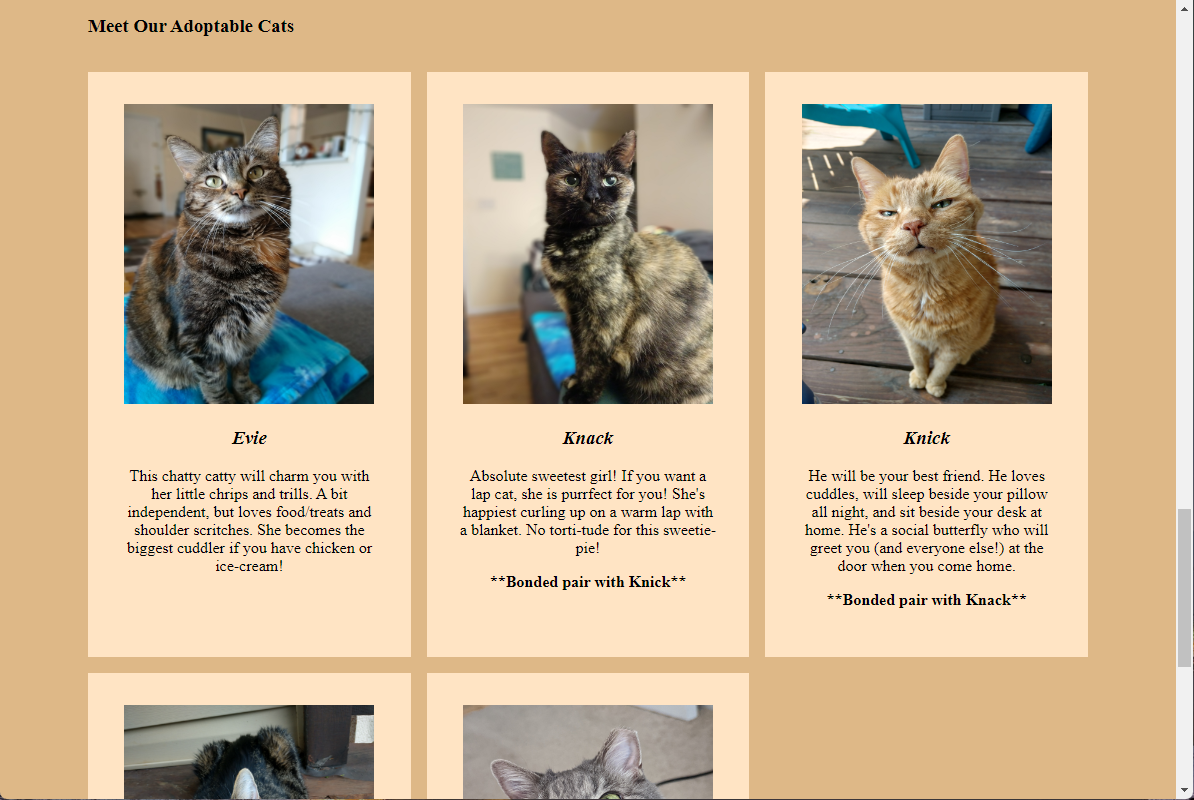 Meet Our Adoptable Cats
Evie
This chatty catty will charm you with
her little chrips and trills. A bit
independent, but loves food/treats and
shoulder scritches. She becomes the
biggest cuddler if you have chicken or
ice-cream!
Knack
Absolute sweetest girl! If you want a
lap cat, she is purrfect for you! She's
happiest curling up on a warm lap with
a blanket. No torti-tude for this sweetie-
pie!
**Bonded pair with Knick**
Knick
He will be your best friend. He loves
cuddles, will sleep beside your pillow
all night, and sit beside your desk at
home. He's a social butterfly who will
greet you (and everyone else!) at the
door when you come home.
**Bonded pair with Knack**